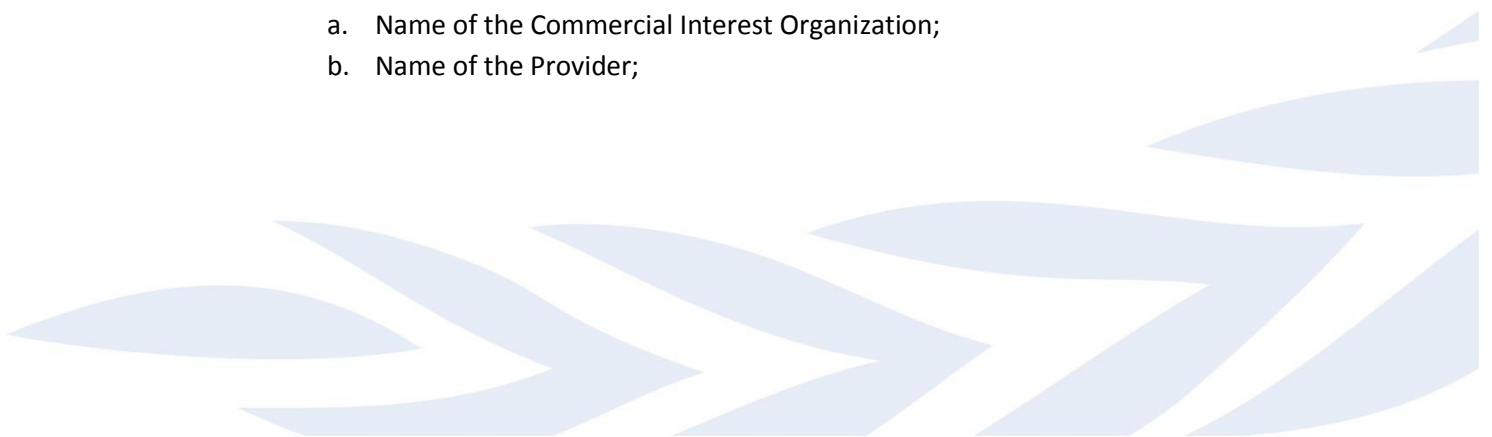 a. Name of the Commercial Interest Organization;
b. Name of the Provider;